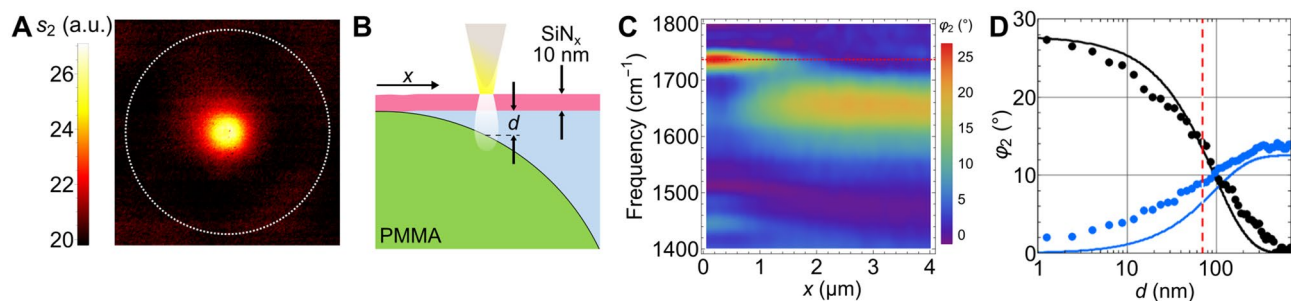 A
s₂ (a.u.)
26
24
22
20
B
x
SiNₓ
10 nm
d
PMMA
C
Frequency (cm⁻¹)
1800
1700
1600
1500
1400
0
1
2
3
4
x (µm)
φ₂ (°)
25
20
15
10
5
0
D
φ₂ (°)
30
20
10
0
1
10
100
d (nm)